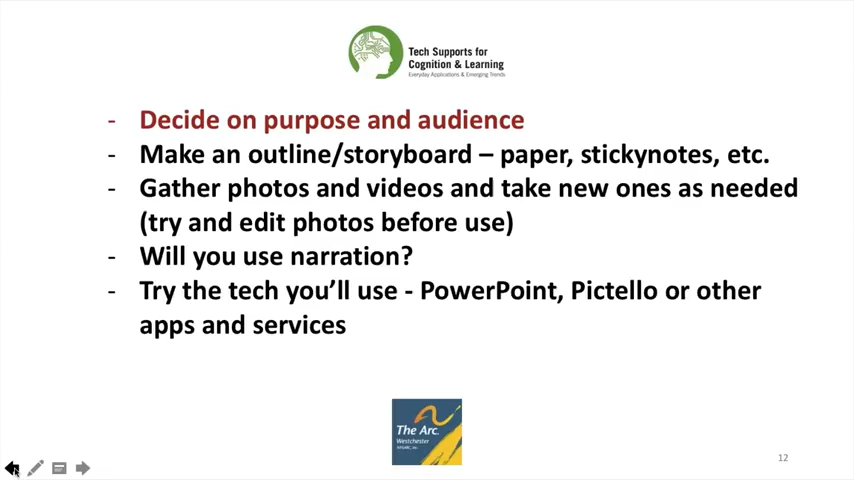 Tech Supports for
Cognition & Learning
Everyday Applications & Emerging Trends
- Decide on purpose and audience
- Make an outline/storyboard – paper, stickynotes, etc.
- Gather photos and videos and take new ones as needed
(try and edit photos before use)
- Will you use narration?
- Try the tech you’ll use - PowerPoint, Pictello or other
apps and services
The Arc.
Westchester
12